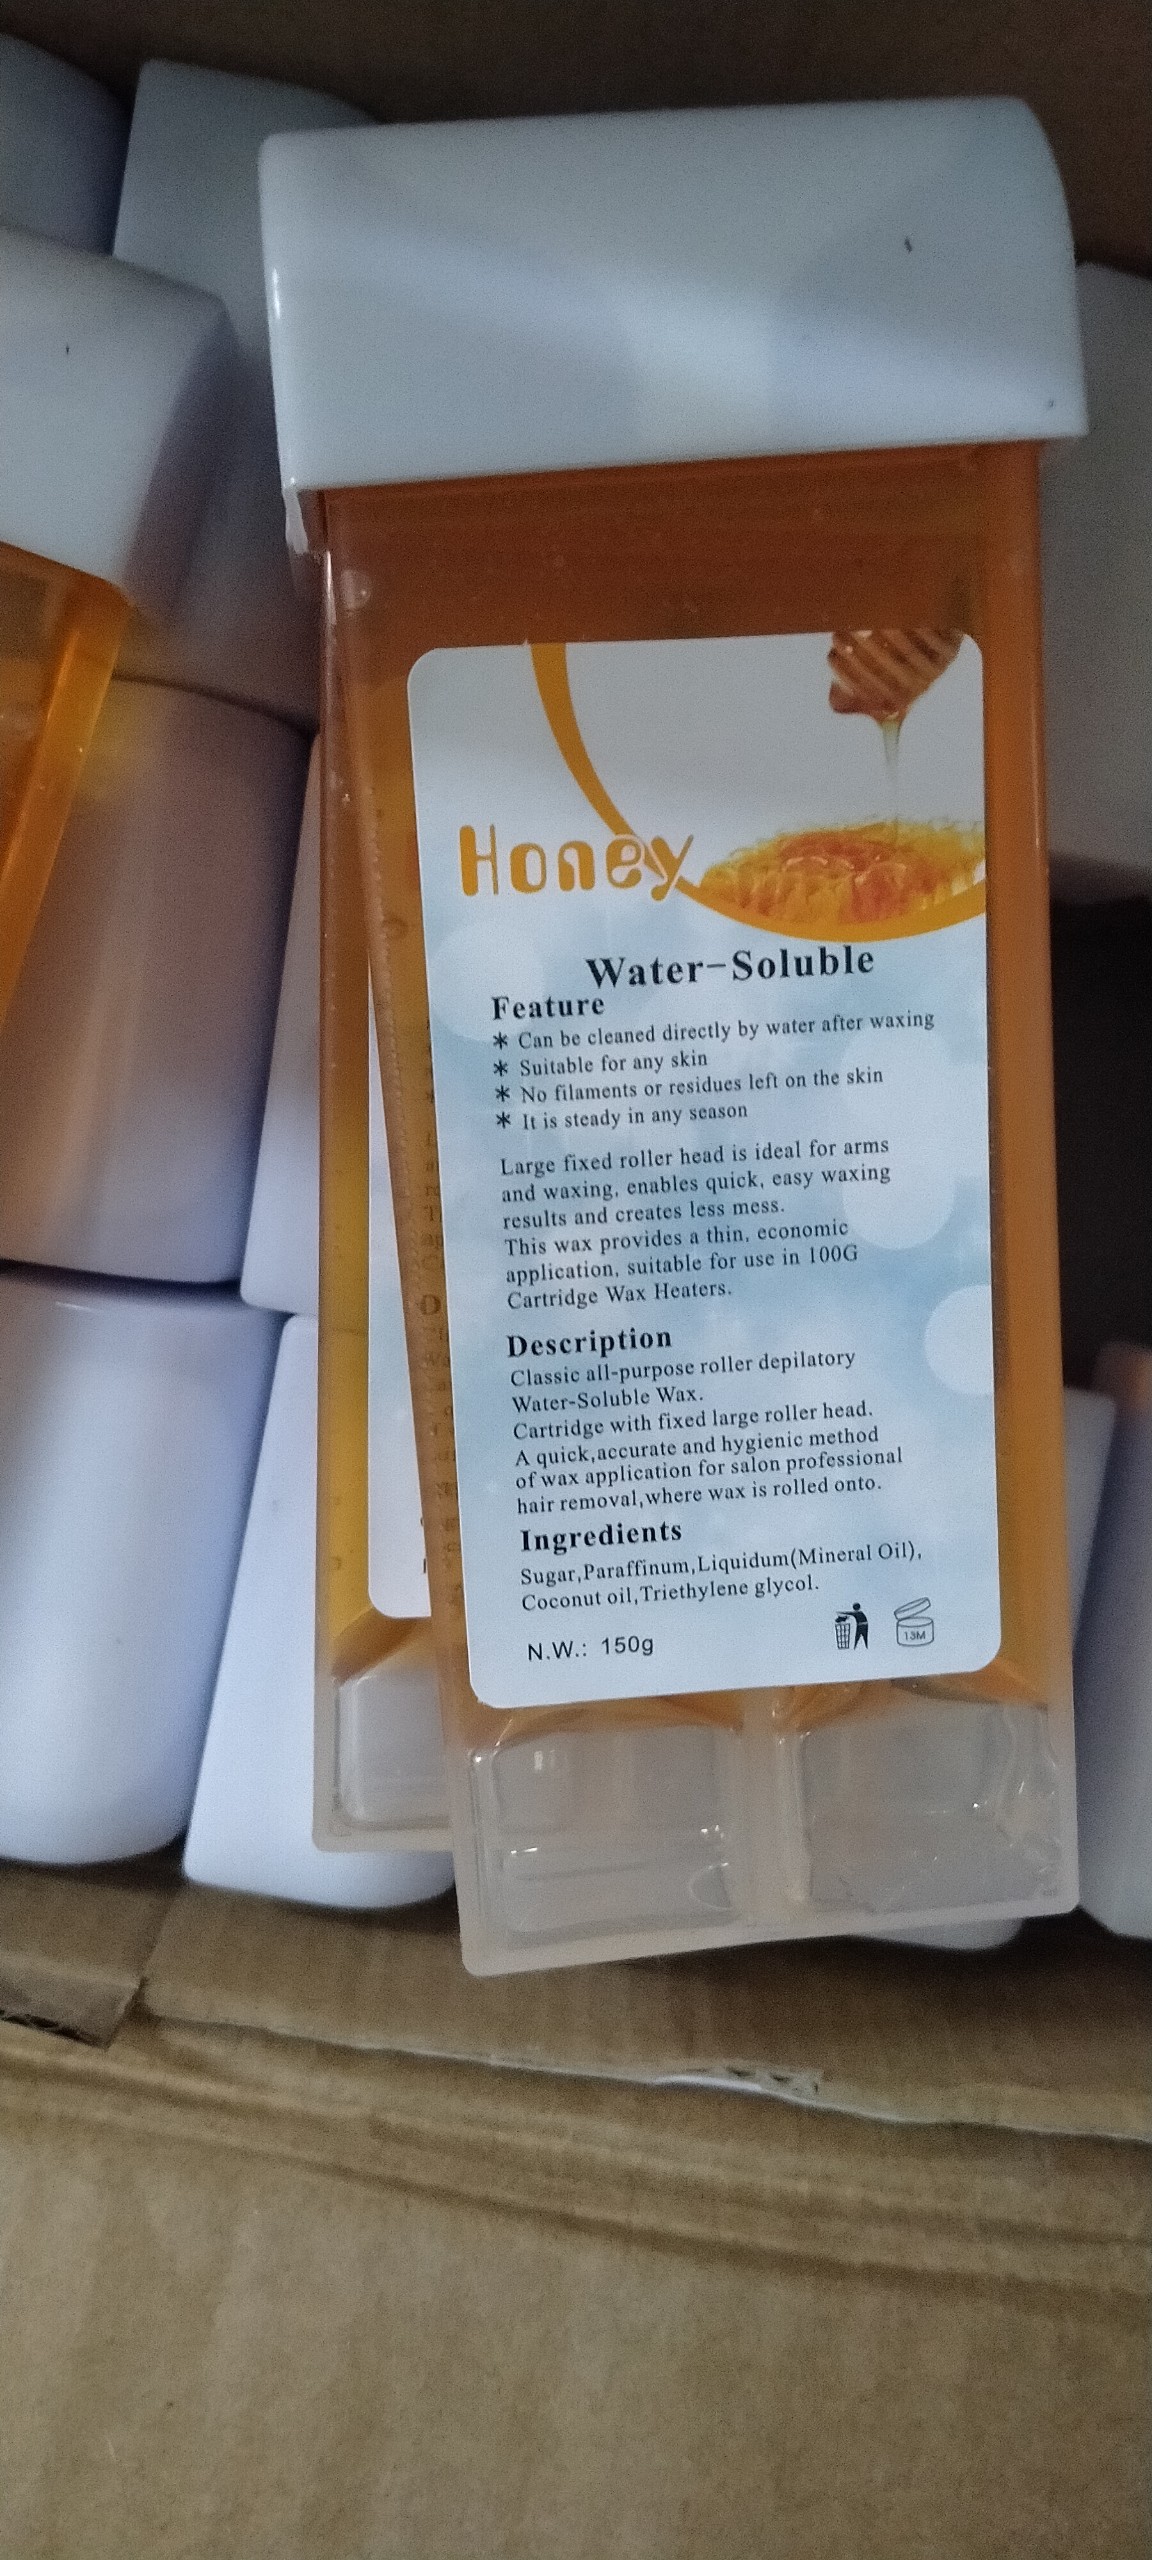 Honey
Water-Soluble
Feature
* Can be cleaned directly by water after waxing
* Suitable for any skin
* No filaments or residues left on the skin
* It is steady in any season
Large fixed roller head is ideal for arms
and waxing, enables quick, easy waxing
results and creates less mess.
This wax provides a thin, economic
application, suitable for use in 100G
Cartridge Wax Heaters.
Description
Classic all-purpose roller depilatory
Water-Soluble Wax.
Cartridge with fixed large roller head.
A quick,accurate and hygienic method
of wax application for salon professional
hair removal,where wax is rolled onto.
Ingredients
Sugar,Paraffinum,Liquidum(Mineral Oil),
Coconut oil,Triethylene glycol.
N.W.: 150g
13M